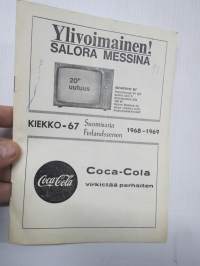 Ylivoimainen!
SALORA MESSINA
20"
uutuus
KIEKKO-67 Suomisarja 1968-1969
Finlandsserien
Coca-Cola
Coca-Cola
virkistää parhaiten